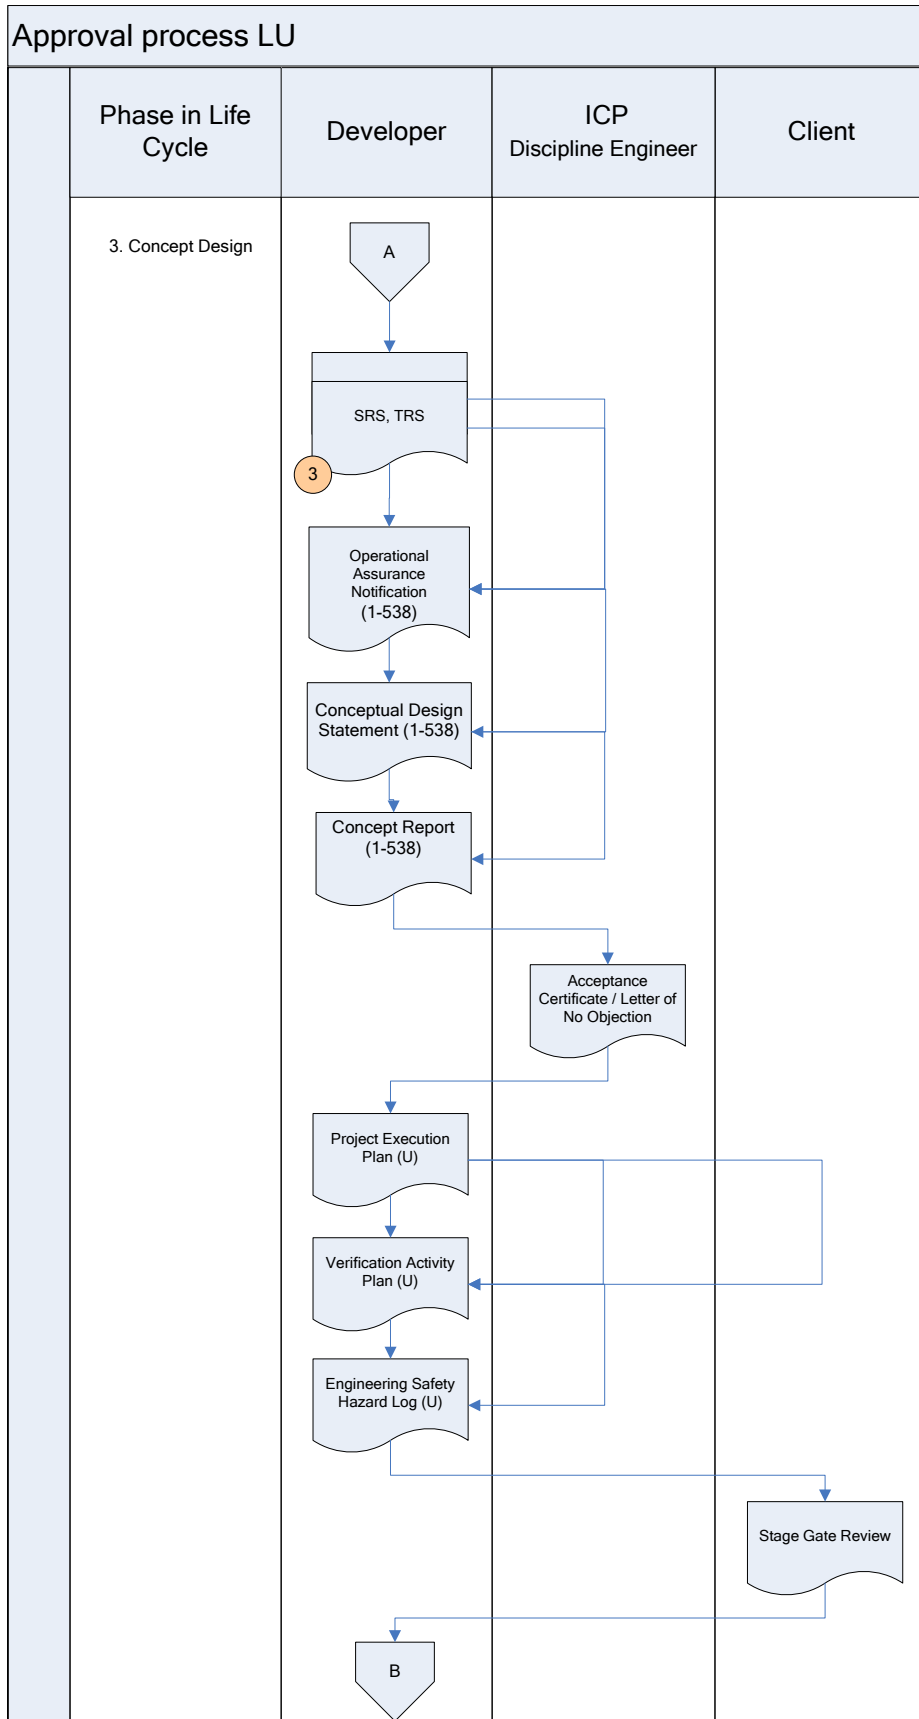 Approval process LU
Phase in Life
Cycle
Developer
ICP
Discipline Engineer
Client
3. Concept Design
A
SRS, TRS
3
Operational
Assurance
Notification
(1-538)
Conceptual Design
Statement (1-538)
Concept Report
(1-538)
Acceptance
Certificate / Letter of
No Objection
Project Execution
Plan (U)
Verification Activity
Plan (U)
Engineering Safety
Hazard Log (U)
Stage Gate Review
B